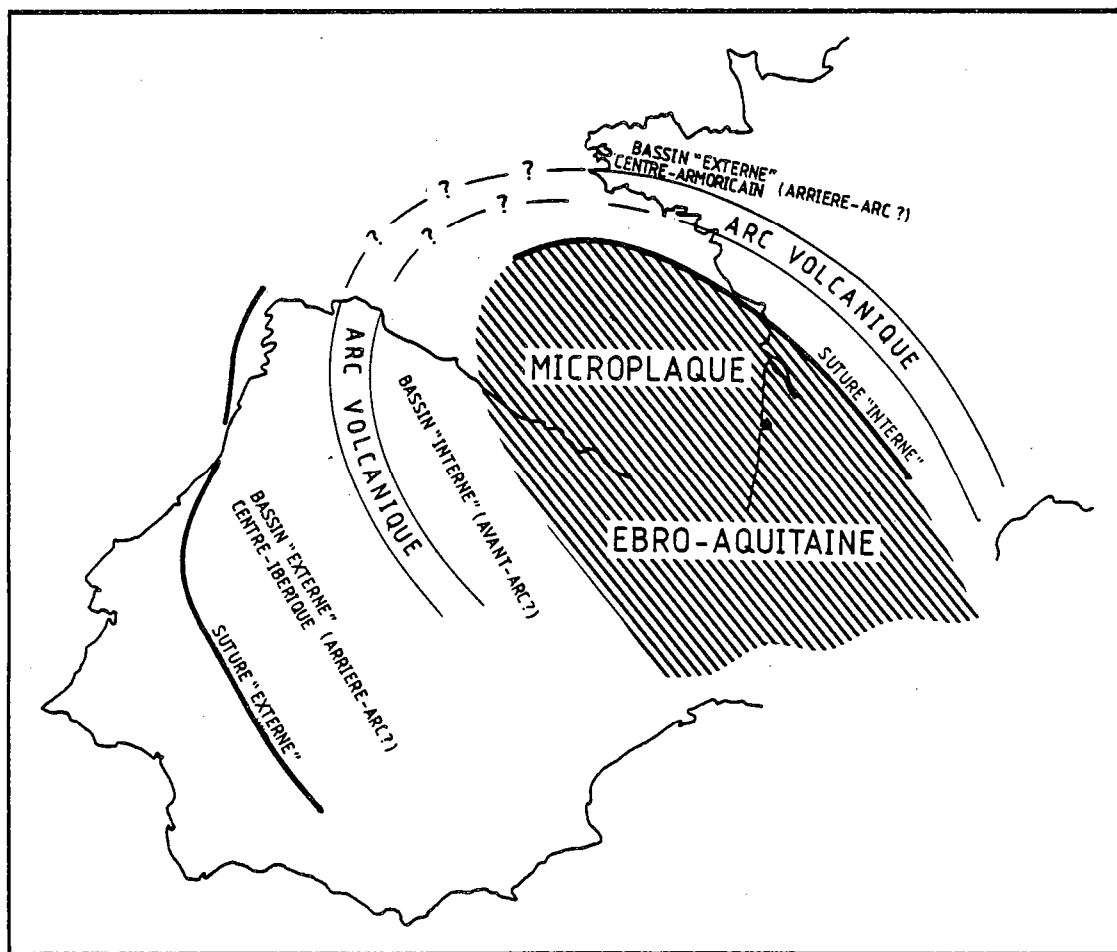 BASSIN "EXTERNE"
CENTRE-ARMORICAIN (ARRIERE-ARC?)
? ? ? ? ? ?
ARC VOLCANIQUE
SUTURE "INTERNE"
MICROPLAQUE
EBRO-AQUITAINE
ARC VOLCANIQUE
BASSIN "INTERNE" (AVANT-ARC?)
BASSIN "EXTERNE"
CENTRE-IBERIQUE (ARRIERE-ARC?)
SUTURE "EXTERNE"